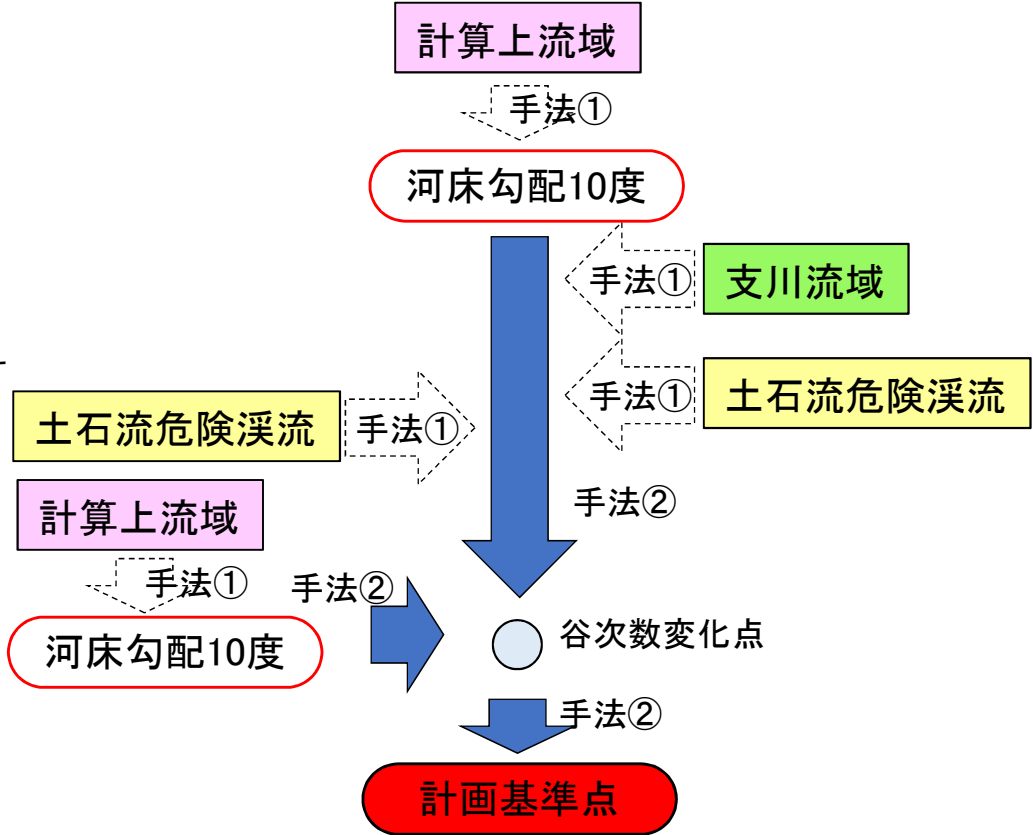 計算上流域
手法①
河床勾配10度
手法①
支川流域
手法①
土石流危険渓流
土石流危険渓流
手法①
手法②
計算上流域
手法①
手法②
河床勾配10度
谷次数変化点
手法②
計画基準点